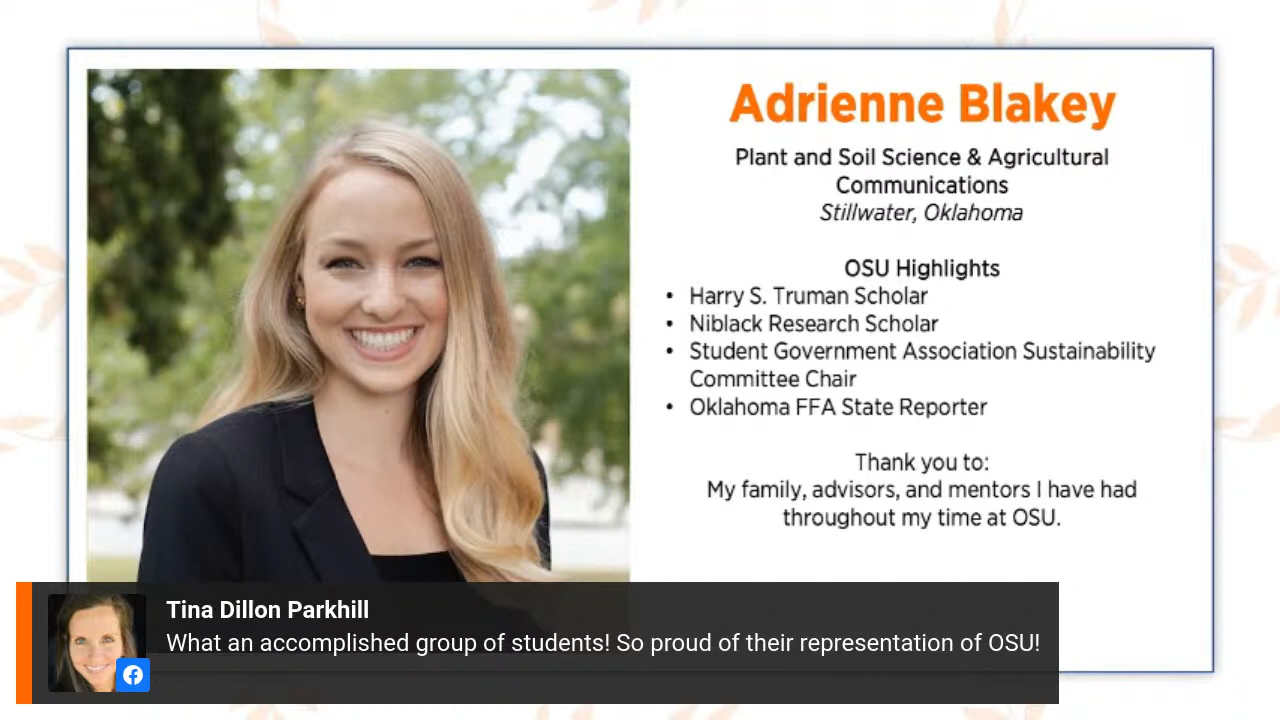 Adrienne Blakey
Plant and Soil Science & Agricultural
Communications
Stillwater, Oklahoma
OSU Highlights
• Harry S. Truman Scholar
• Niblack Research Scholar
• Student Government Association Sustainability
Committee Chair
• Oklahoma FFA State Reporter
Thank you to:
My family, advisors, and mentors I have had
throughout my time at OSU.
Tina Dillon Parkhill
What an accomplished group of students! So proud of their representation of OSU!